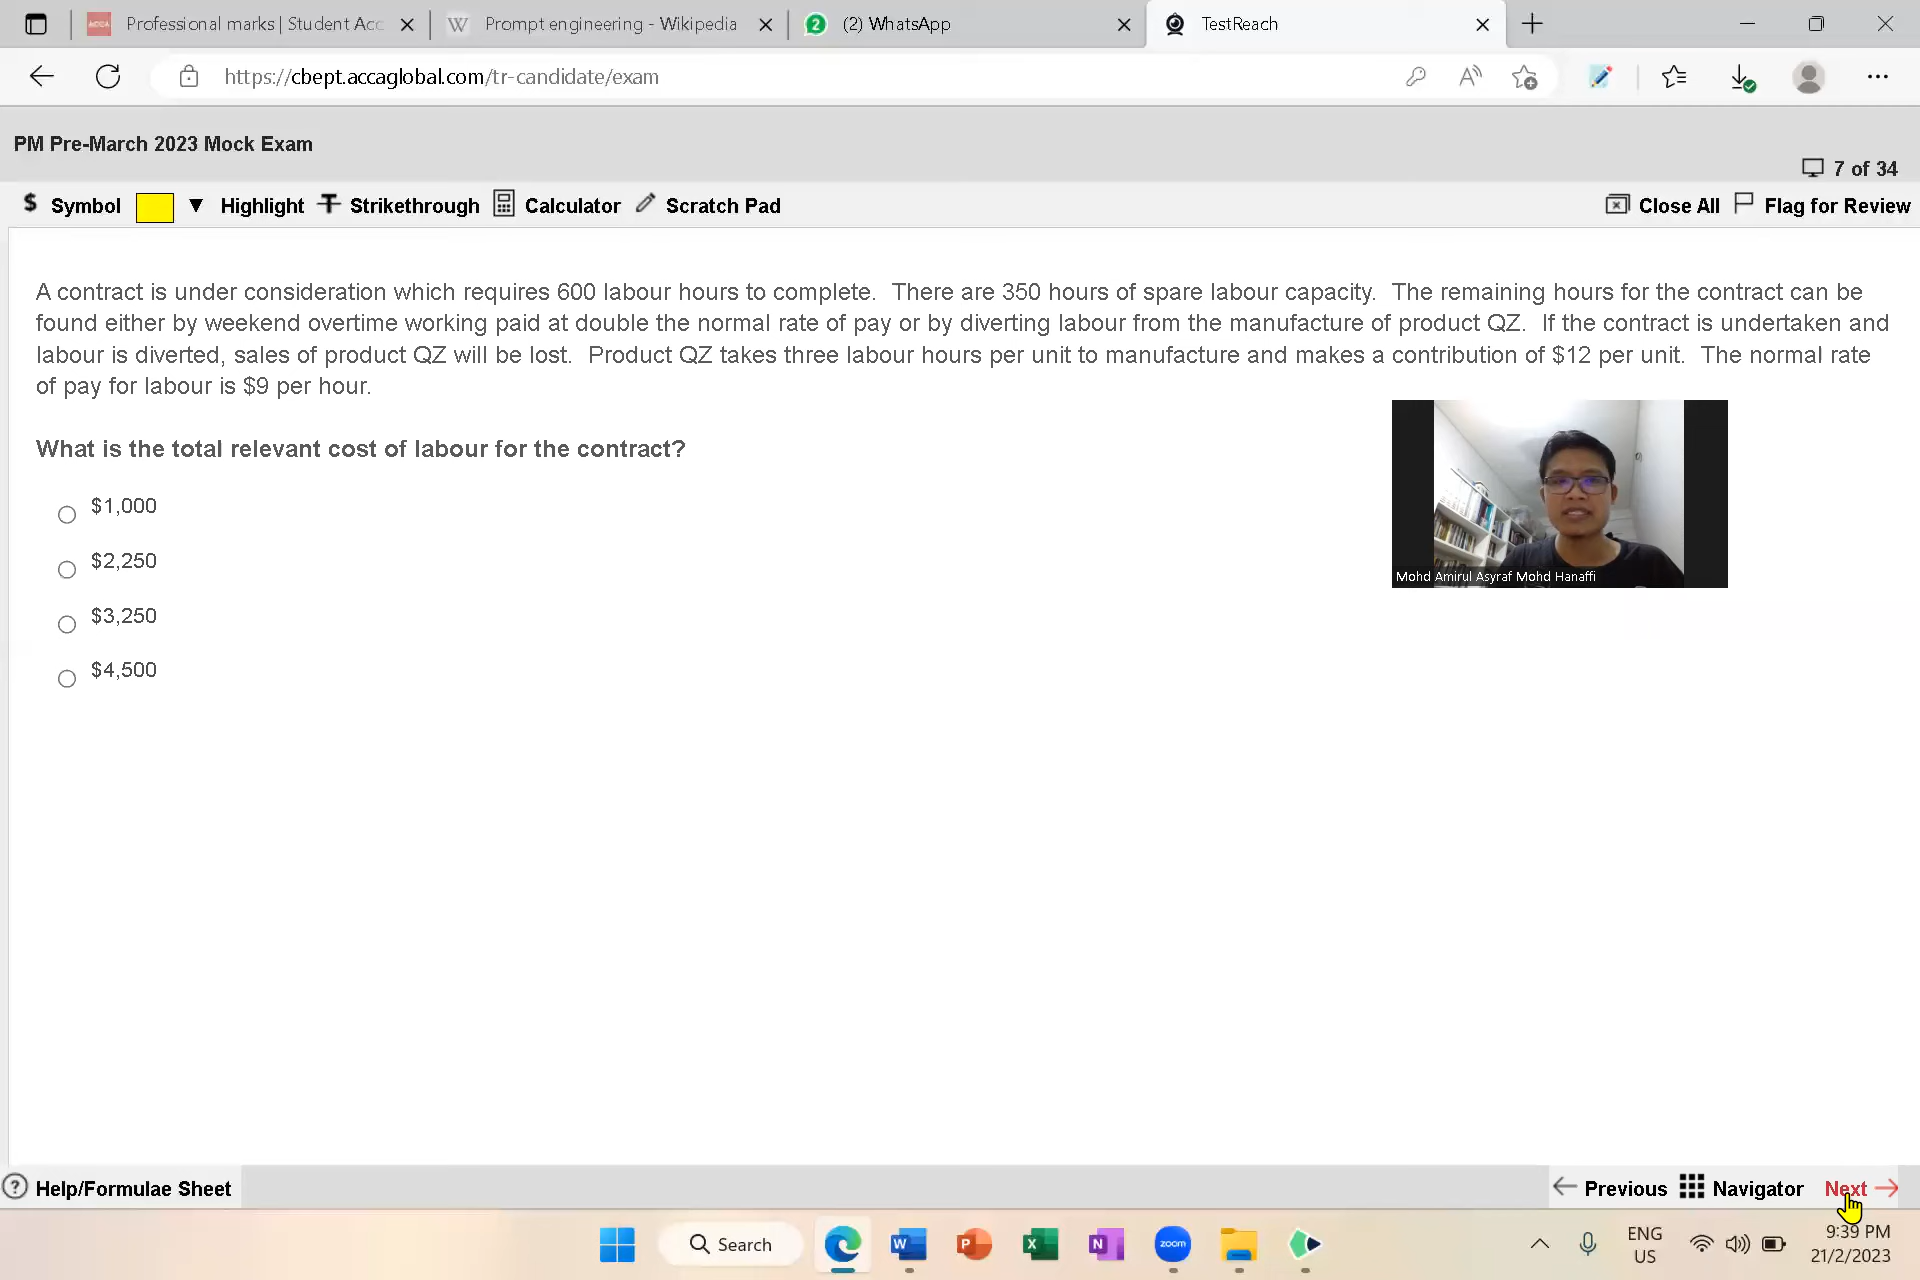 Professional marks | Student Acc
Prompt engineering - Wikipedia
2 (2) WhatsApp
TestReach
https://cbept.accaglobal.com/tr-candidate/exam
PM Pre-March 2023 Mock Exam
7 of 34
$ Symbol ▼ Highlight Strikethrough Calculator Scratch Pad Close All Flag for Review
A contract is under consideration which requires 600 labour hours to complete. There are 350 hours of spare labour capacity. The remaining hours for the contract can be
found either by weekend overtime working paid at double the normal rate of pay or by diverting labour from the manufacture of product QZ. If the contract is undertaken and
labour is diverted, sales of product QZ will be lost. Product QZ takes three labour hours per unit to manufacture and makes a contribution of $12 per unit. The normal rate
of pay for labour is $9 per hour.
What is the total relevant cost of labour for the contract?
$1,000
$2,250
$3,250
$4,500
Mohd Amirul Asyraf Mohd Hanaffi
? Help/Formulae Sheet Previous Navigator Next
Search
zoom
ENG
US
9:39 PM
21/2/2023